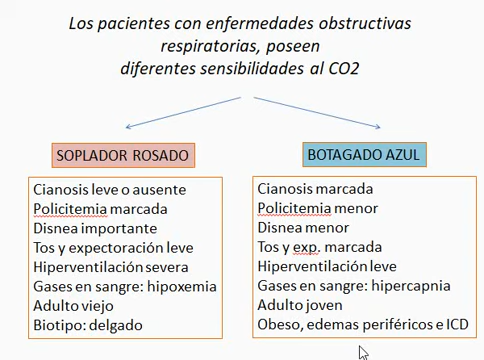 Los pacientes con enfermedades obstructivas
respiratorias, poseen
diferentes sensibilidades al CO2
SOPLADOR ROSADO
Cianosis leve o ausente
Policitemia marcada
Disnea importante
Tos y expectoración leve
Hiperventilación severa
Gases en sangre: hipoxemia
Adulto viejo
Biotipo: delgado
BOTAGADO AZUL
Cianosis marcada
Policitemia menor
Disnea menor
Tos y exp. marcada
Hiperventilación leve
Gases en sangre: hipercapnia
Adulto joven
Obeso, edemas periféricos e ICD